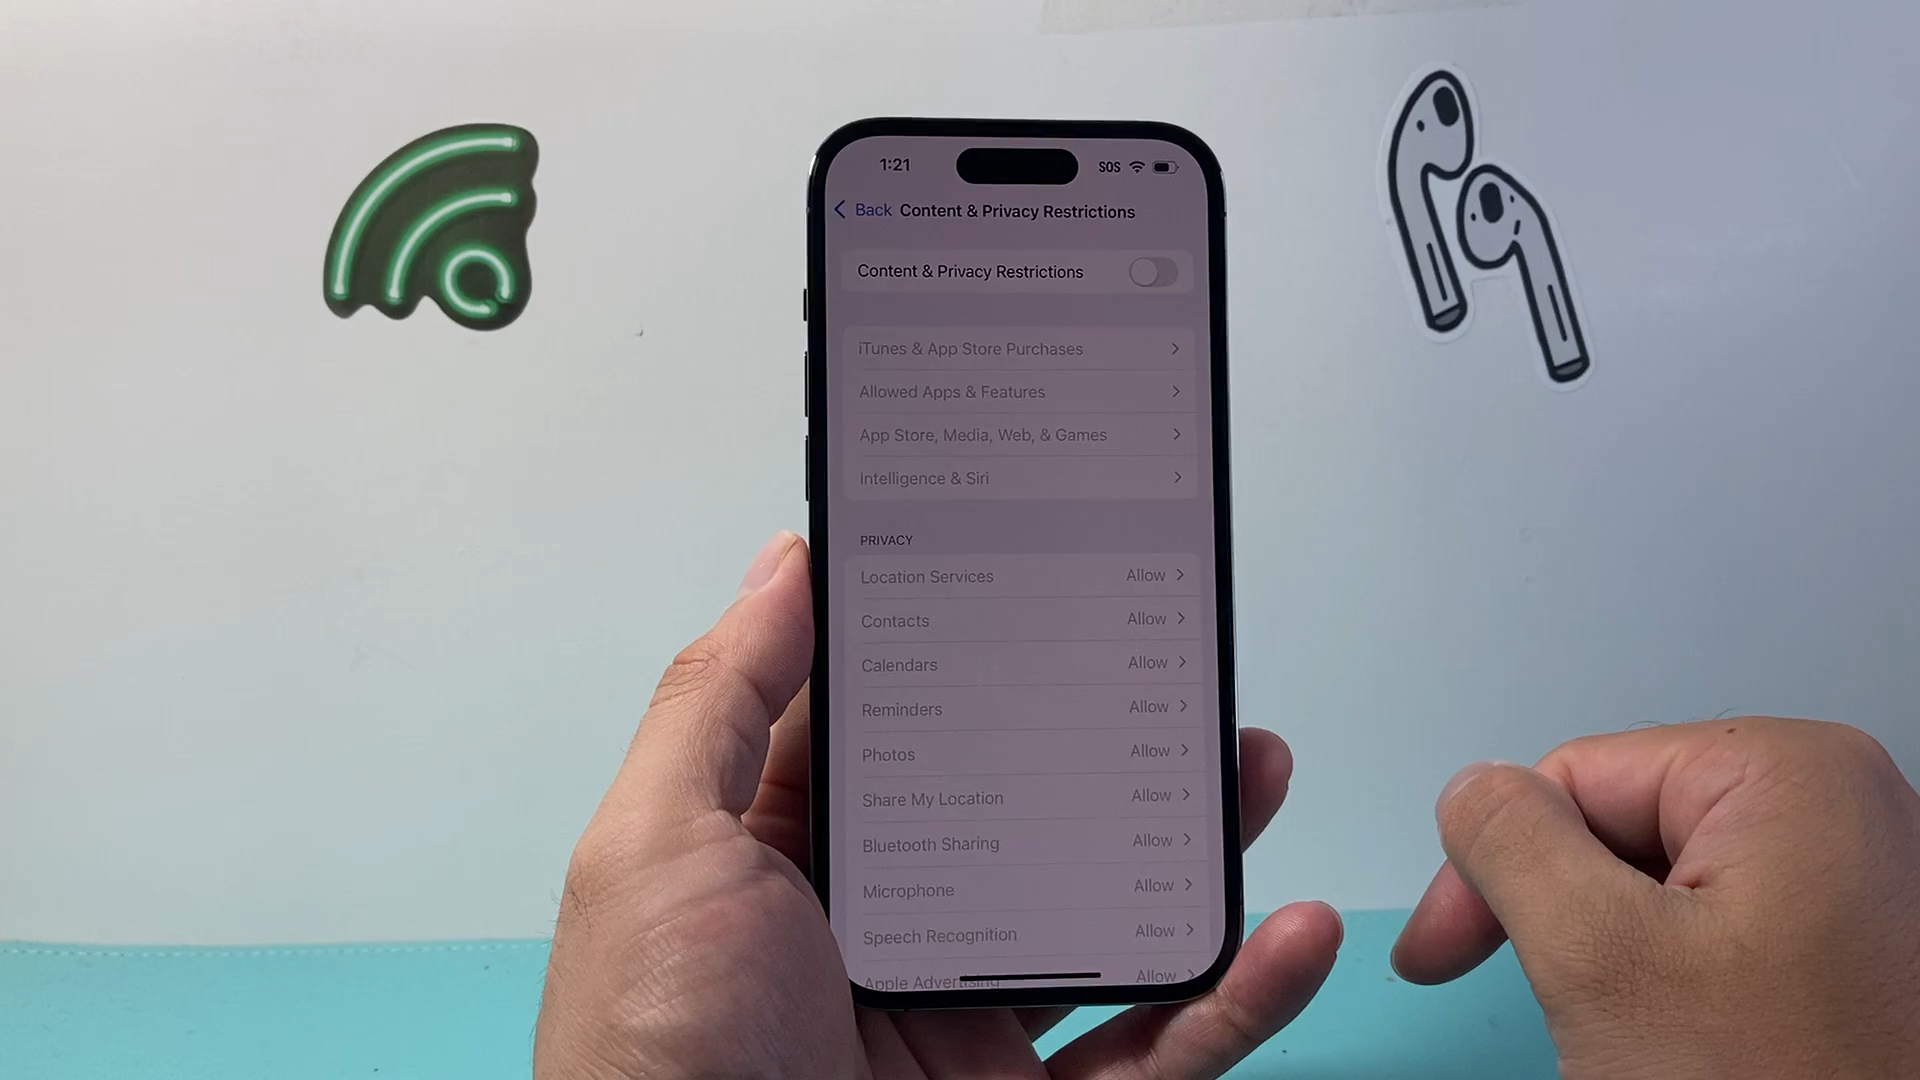 1:21 SOS
Back Content & Privacy Restrictions
Content & Privacy Restrictions
iTunes & App Store Purchases
Allowed Apps & Features
App Store, Media, Web, & Games
Intelligence & Siri
PRIVACY
Location Services Allow
Contacts Allow
Calendars Allow
Reminders Allow
Photos Allow
Share My Location Allow
Bluetooth Sharing Allow
Microphone Allow
Speech Recognition Allow
Apple Advertising Allow